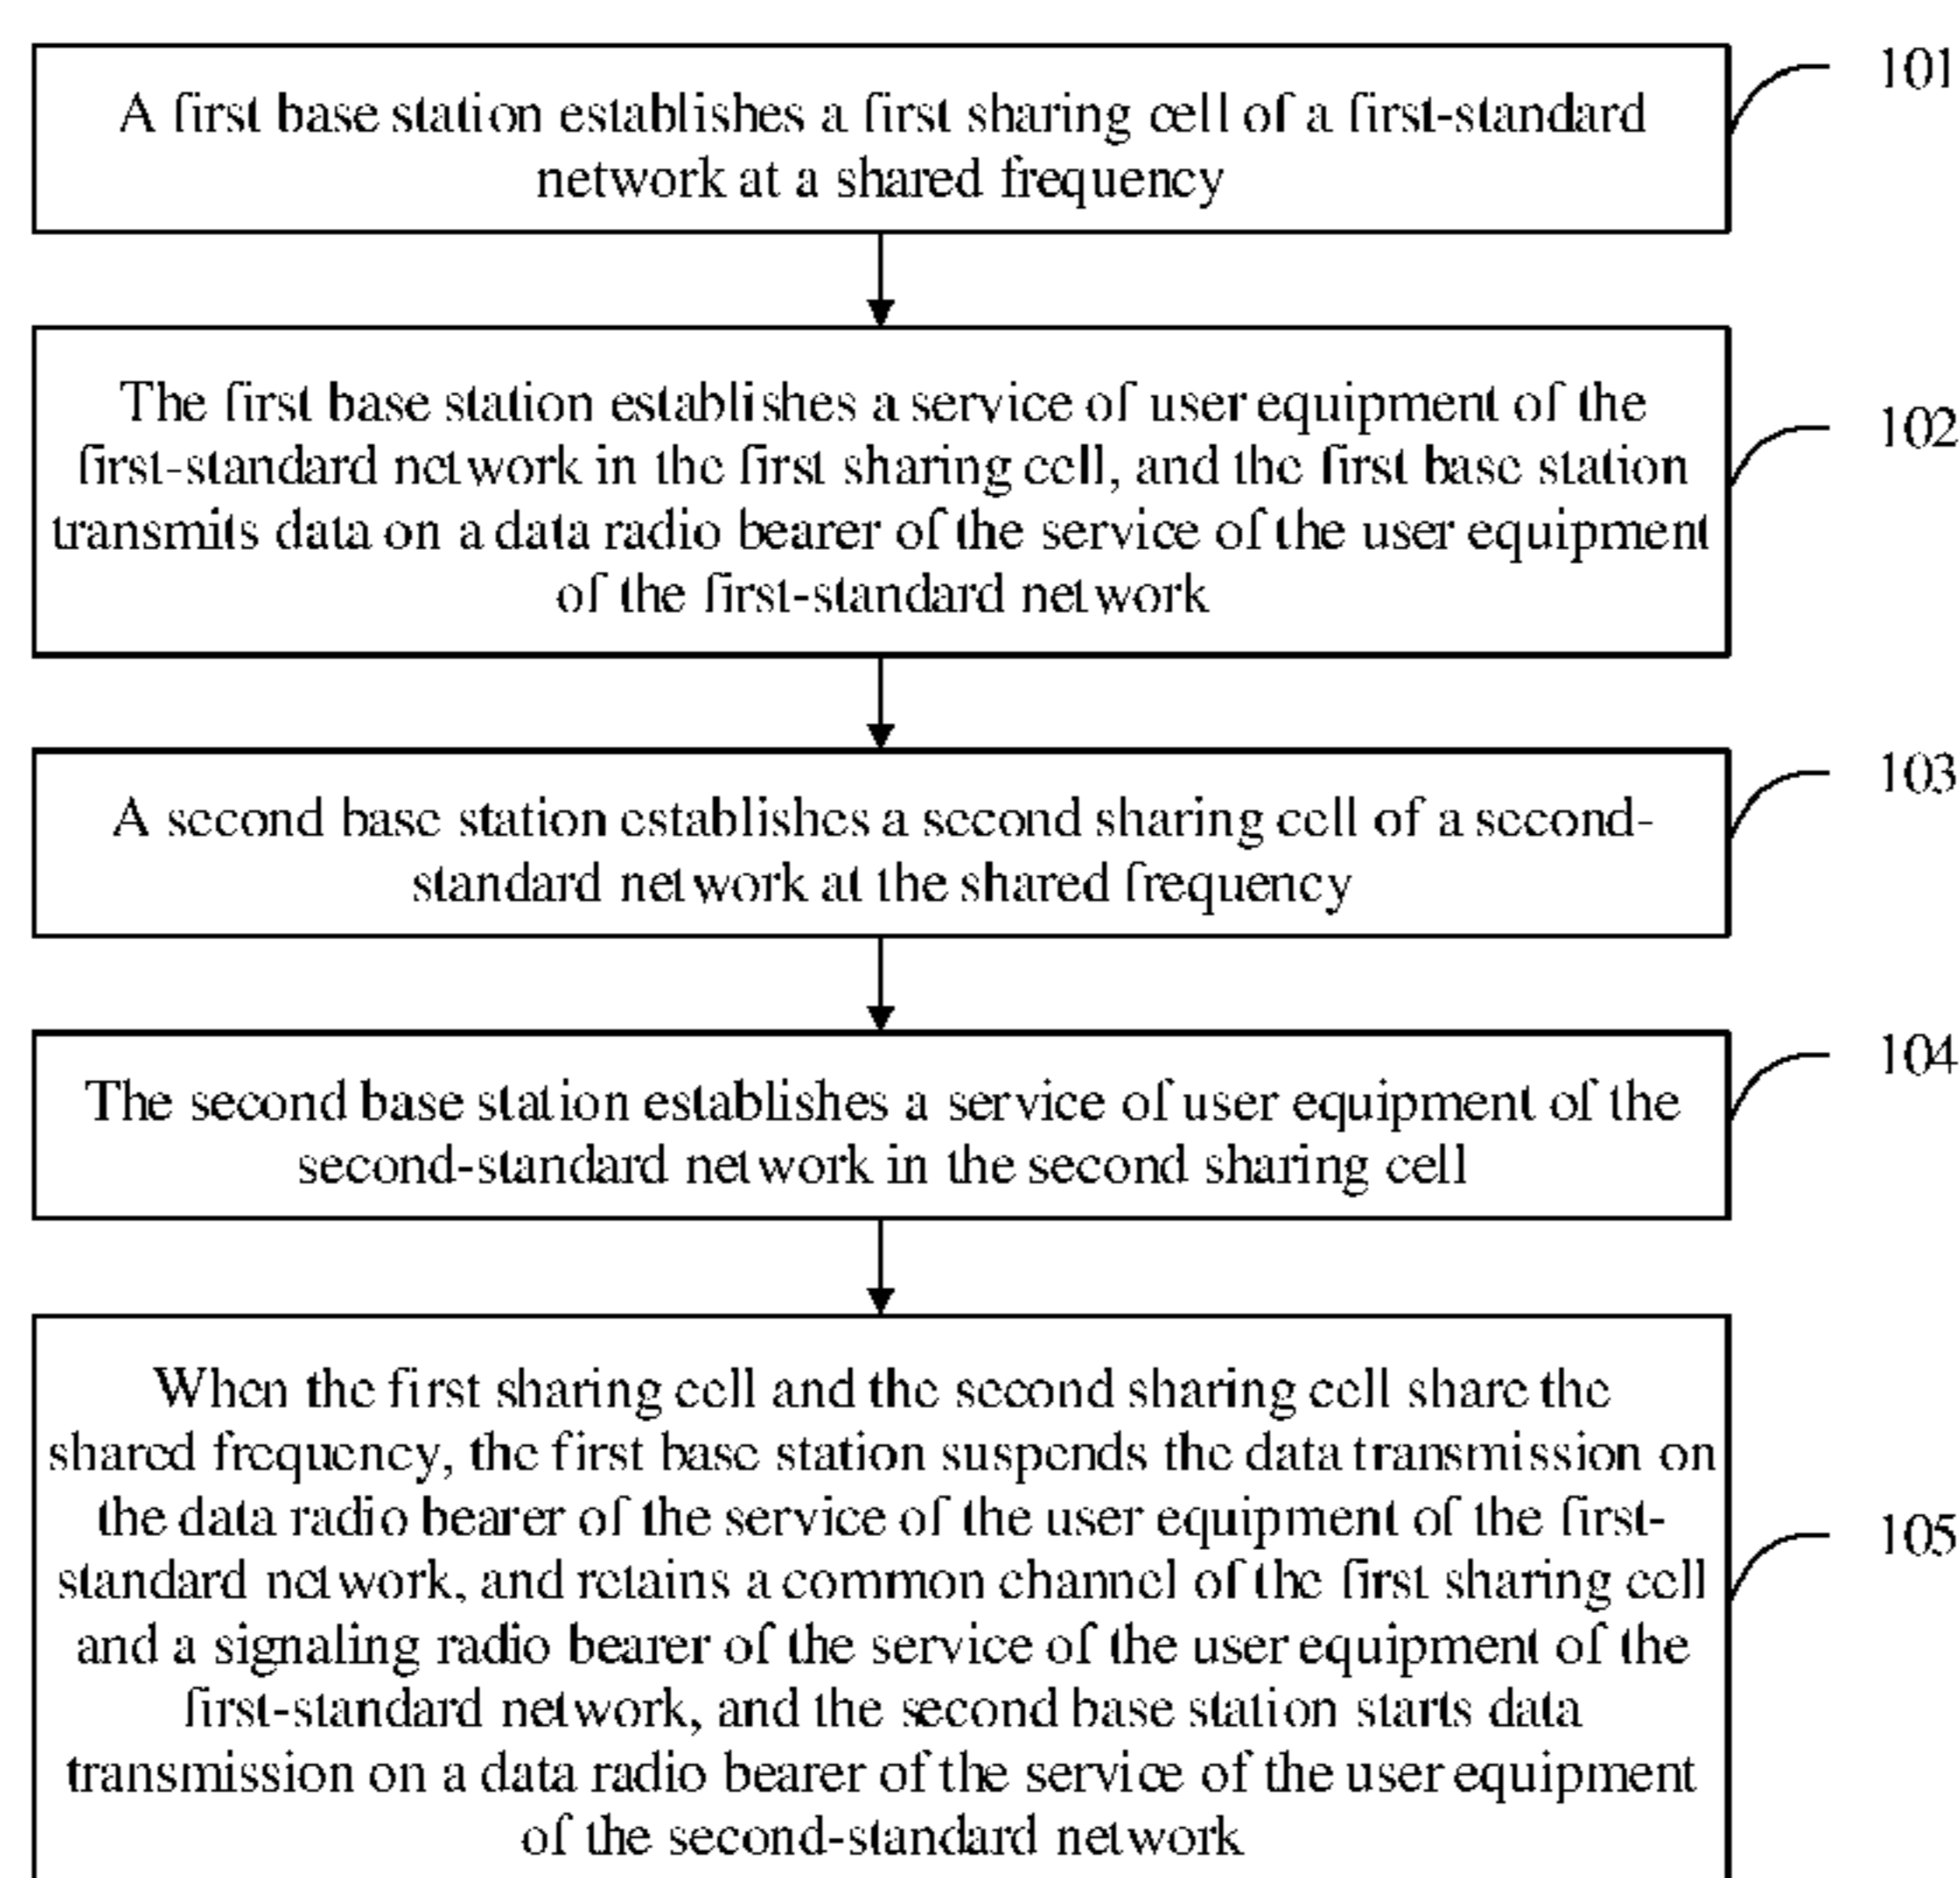 A first base station establishes a first sharing cell of a first-standard
network at a shared frequency
101
The first base station establishes a service of user equipment of the
first-standard network in the first sharing cell, and the first base station
transmits data on a data radio bearer of the service of the user equipment
of the first-standard network
102
A second base station establishes a second sharing cell of a second-
standard network at the shared frequency
103
The second base station establishes a service of user equipment of the
second-standard network in the second sharing cell
104
When the first sharing cell and the second sharing cell share the
shared frequency, the first base station suspends the data transmission on
the data radio bearer of the service of the user equipment of the first-
standard network, and retains a common channel of the first sharing cell
and a signaling radio bearer of the service of the user equipment of the
first-standard network, and the second base station starts data
transmission on a data radio bearer of the service of the user equipment
of the second-standard network
105